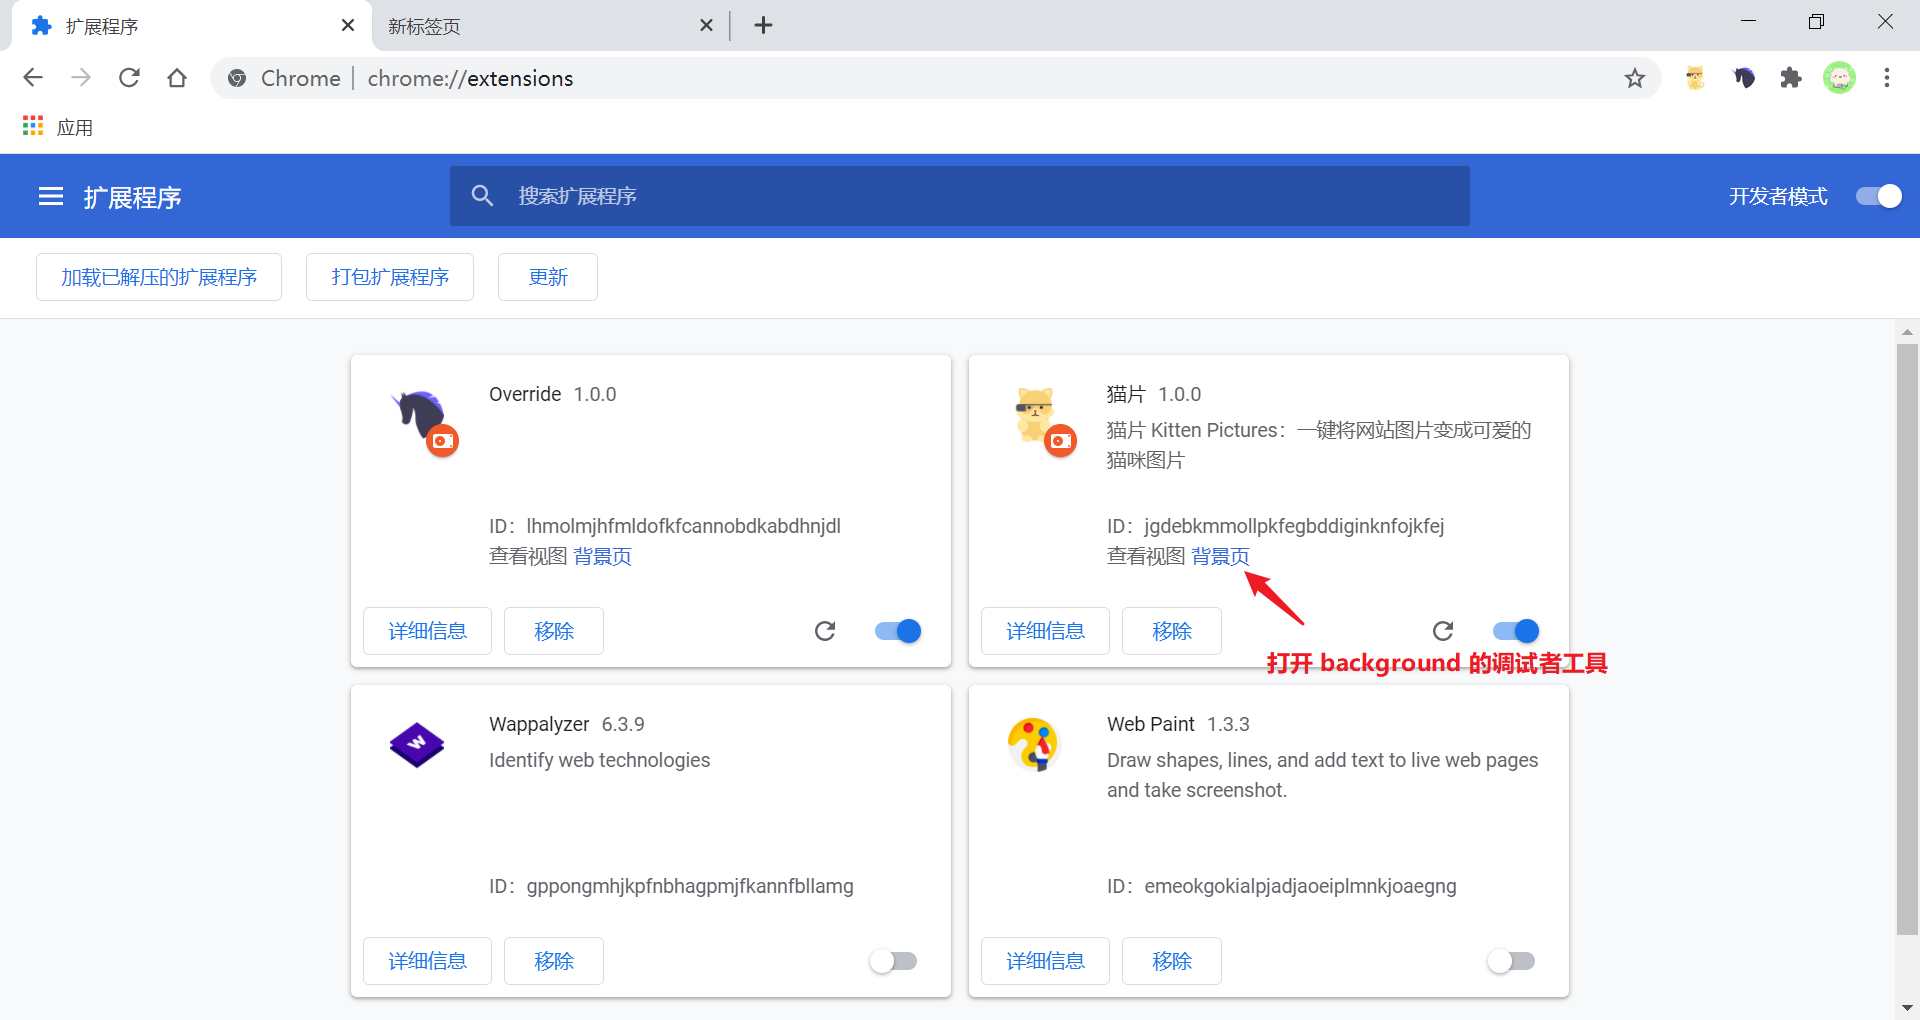 扩展程序
新标签页
Chrome | chrome://extensions
应用
扩展程序
搜索扩展程序
开发者模式
加载已解压的扩展程序
打包扩展程序
更新
Override 1.0.0
ID：lhmolmjhfmldofkfcannobdkabdhnjdl
查看视图 背景页
详细信息
移除
猫片 1.0.0
猫片 Kitten Pictures：一键将网站图片变成可爱的
猫咪图片
ID：jgdebkmmollpkfegbddiginknfojkfej
查看视图 背景页
详细信息
移除
打开 background 的调试者工具
W
Wappalyzer 6.3.9
Identify web technologies
ID：gppongmhjkpfnbhagpmjfkannfbllamg
详细信息
移除
Web Paint 1.3.3
Draw shapes, lines, and add text to live web pages
and take screenshot.
ID：emeokgokialpjadjaoeiplmnkjoaegng
详细信息
移除